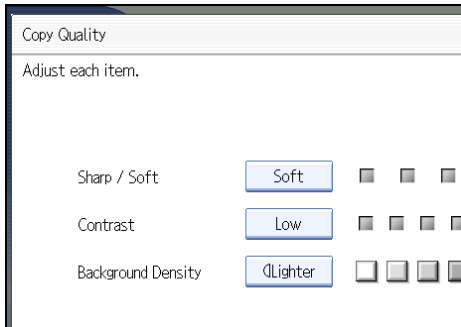 Copy Quality
Adjust each item.
Sharp / Soft Soft
Contrast Low
Background Density Lighter